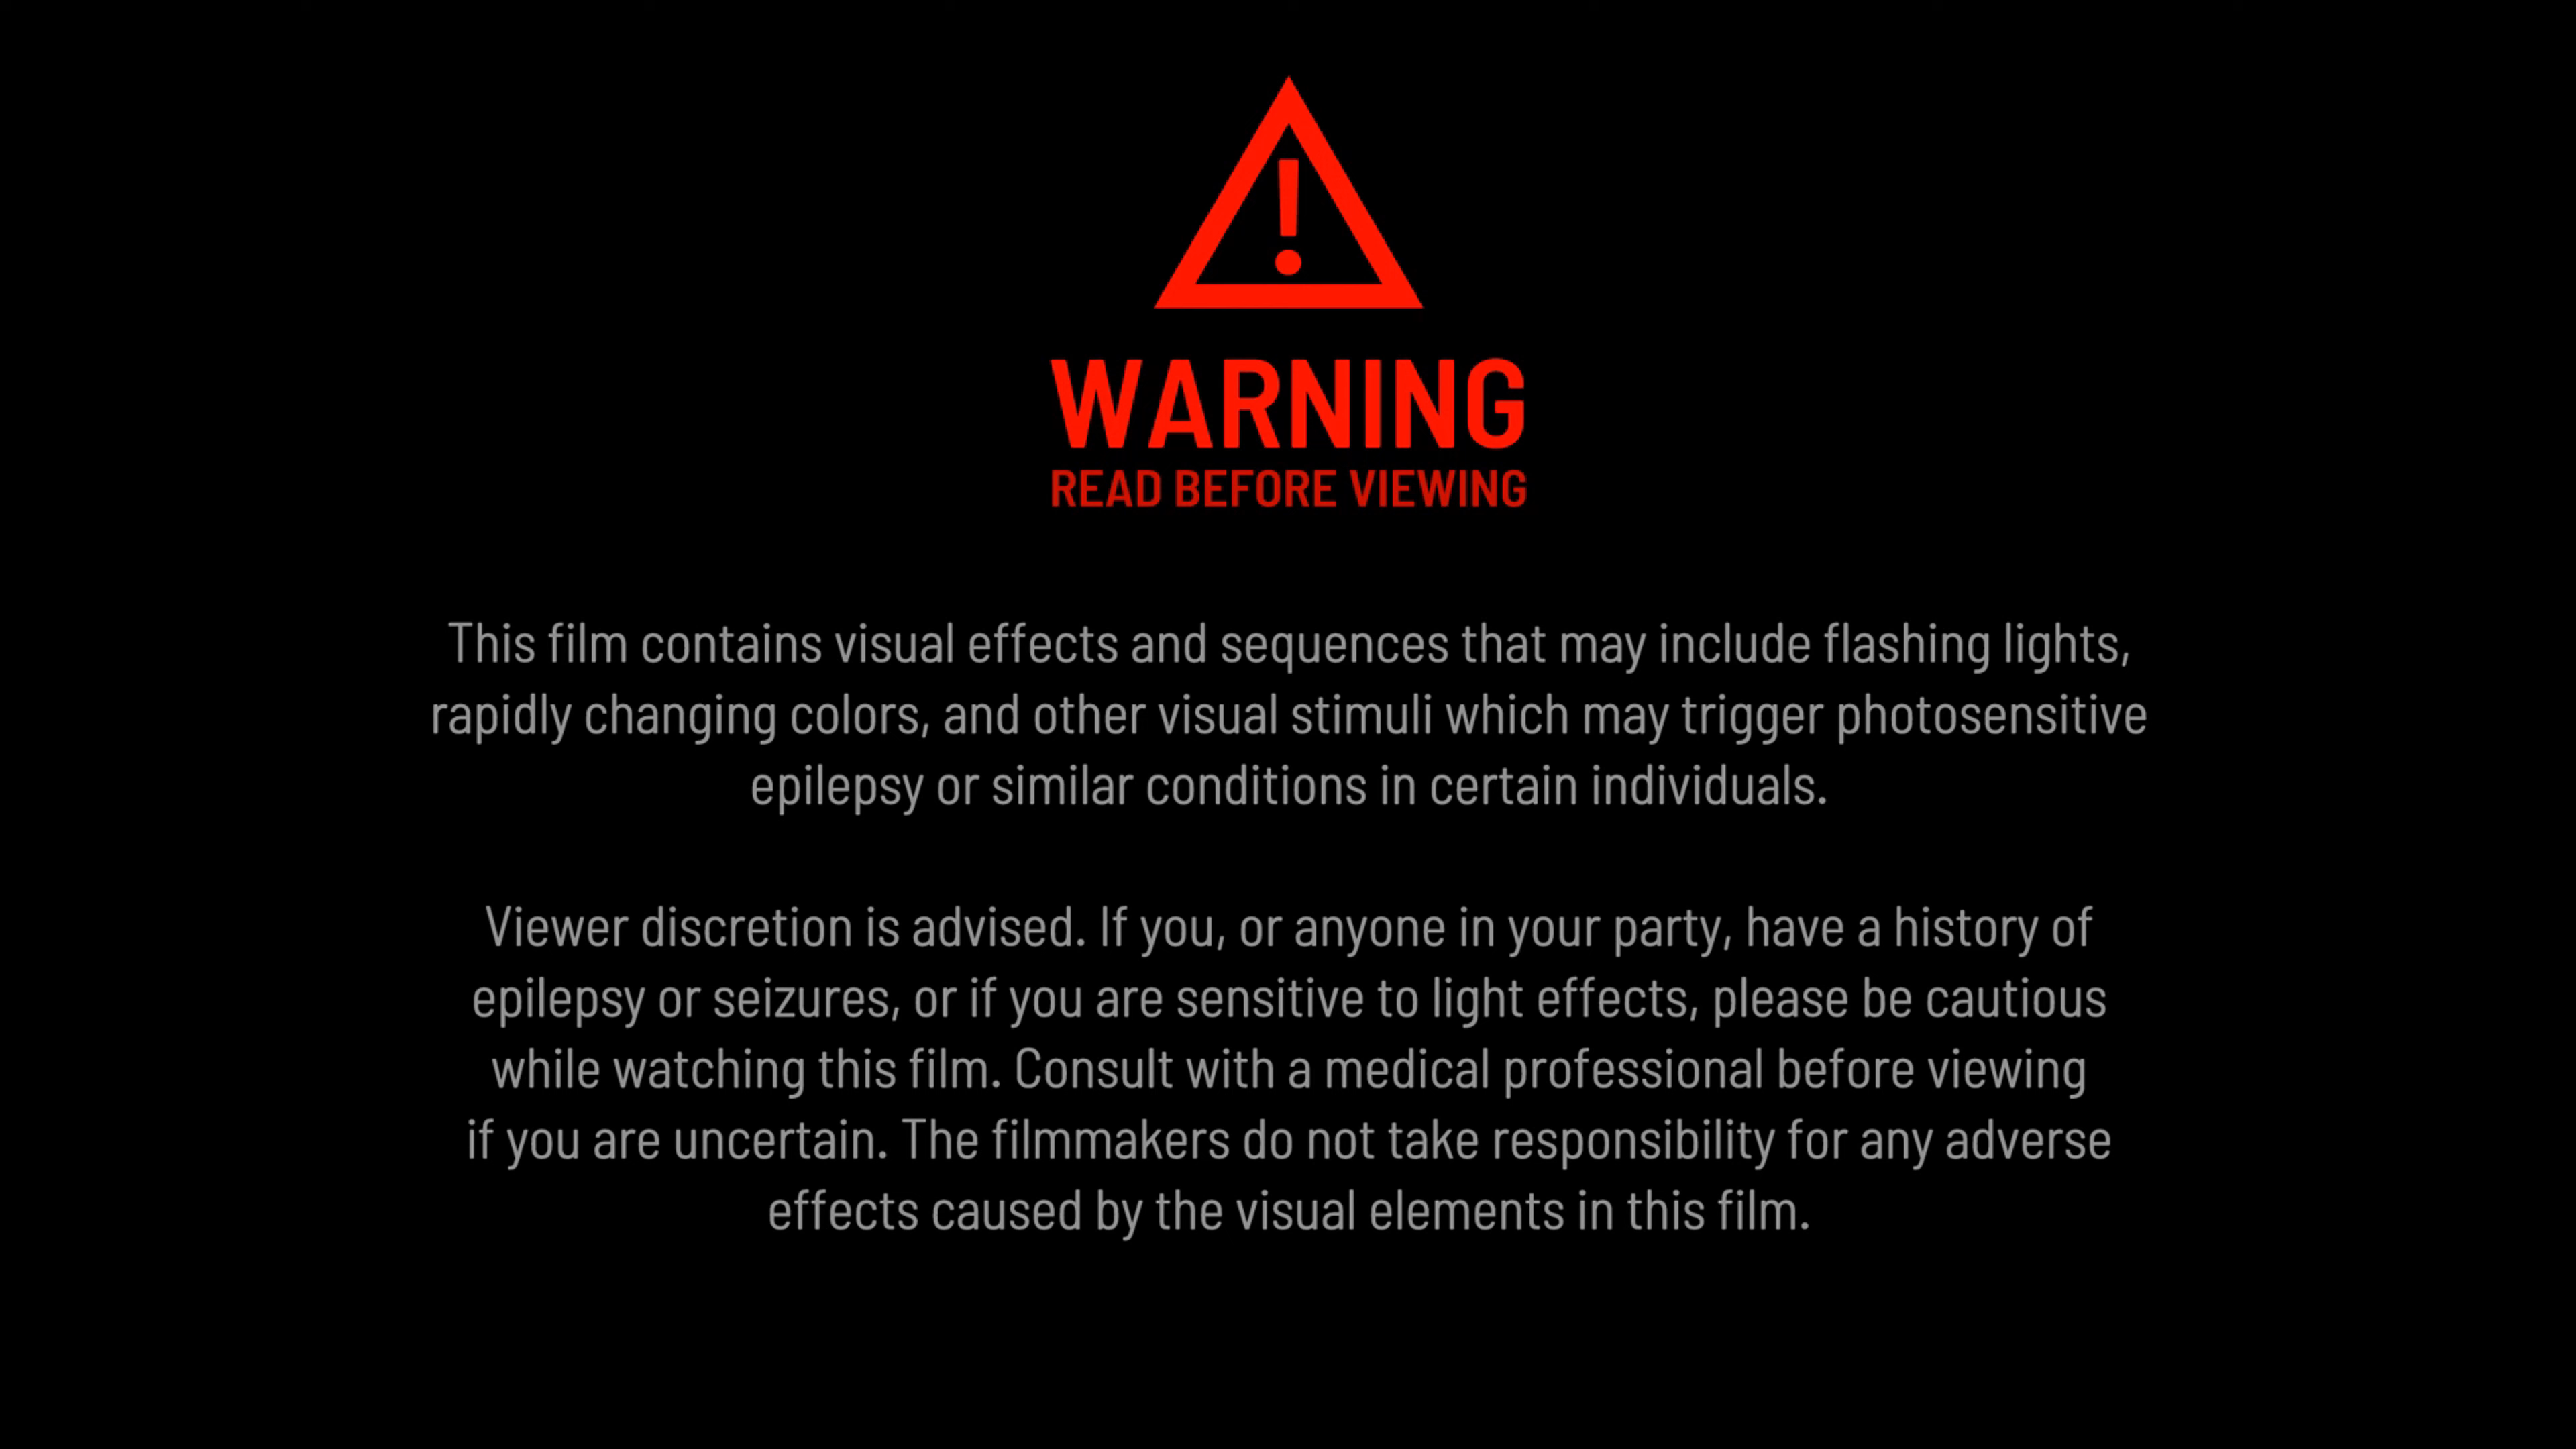 WARNING
READ BEFORE VIEWING
This film contains visual effects and sequences that may include flashing lights,
rapidly changing colors, and other visual stimuli which may trigger photosensitive
epilepsy or similar conditions in certain individuals.
Viewer discretion is advised. If you, or anyone in your party, have a history of
epilepsy or seizures, or if you are sensitive to light effects, please be cautious
while watching this film. Consult with a medical professional before viewing
if you are uncertain. The filmmakers do not take responsibility for any adverse
effects caused by the visual elements in this film.